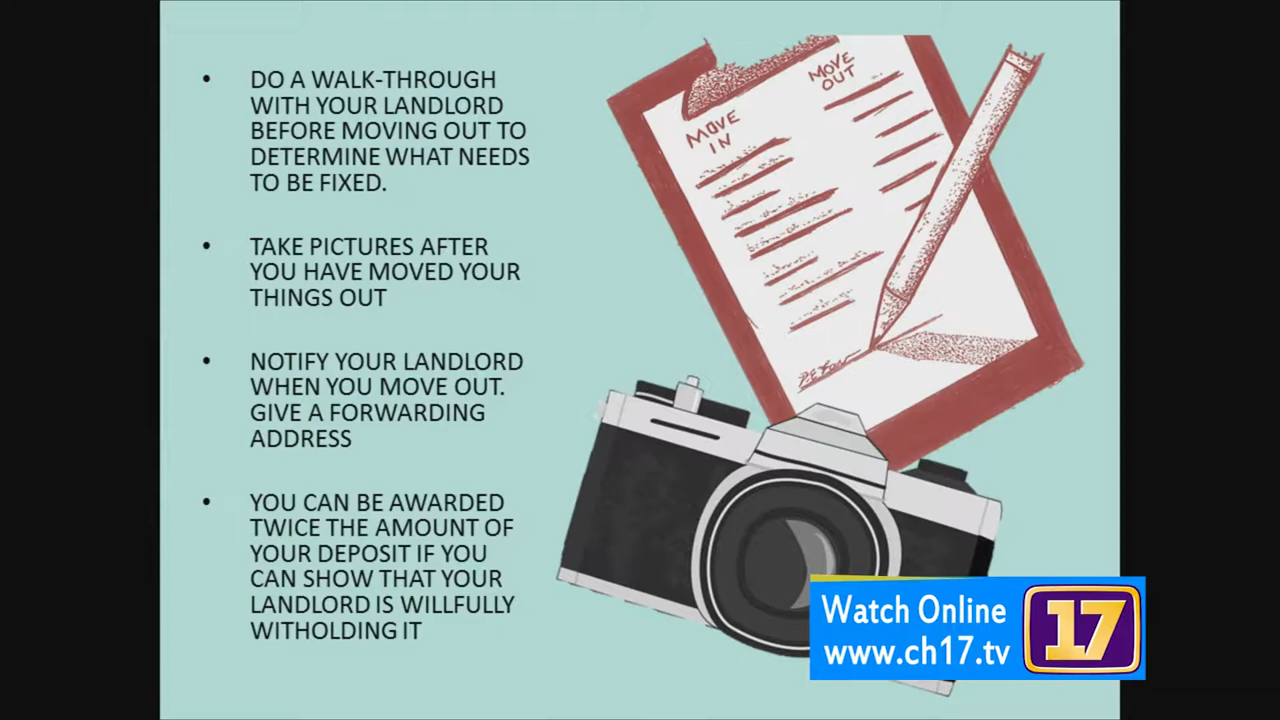 • DO A WALK-THROUGH
WITH YOUR LANDLORD
BEFORE MOVING OUT TO
DETERMINE WHAT NEEDS
TO BE FIXED.
• TAKE PICTURES AFTER
YOU HAVE MOVED YOUR
THINGS OUT
• NOTIFY YOUR LANDLORD
WHEN YOU MOVE OUT.
GIVE A FORWARDING
ADDRESS
• YOU CAN BE AWARDED
TWICE THE AMOUNT OF
YOUR DEPOSIT IF YOU
CAN SHOW THAT YOUR
LANDLORD IS WILLFULLY
WITHOLDING IT
MOVE
IN
MOVE
OUT
Watch Online
www.ch17.tv
17